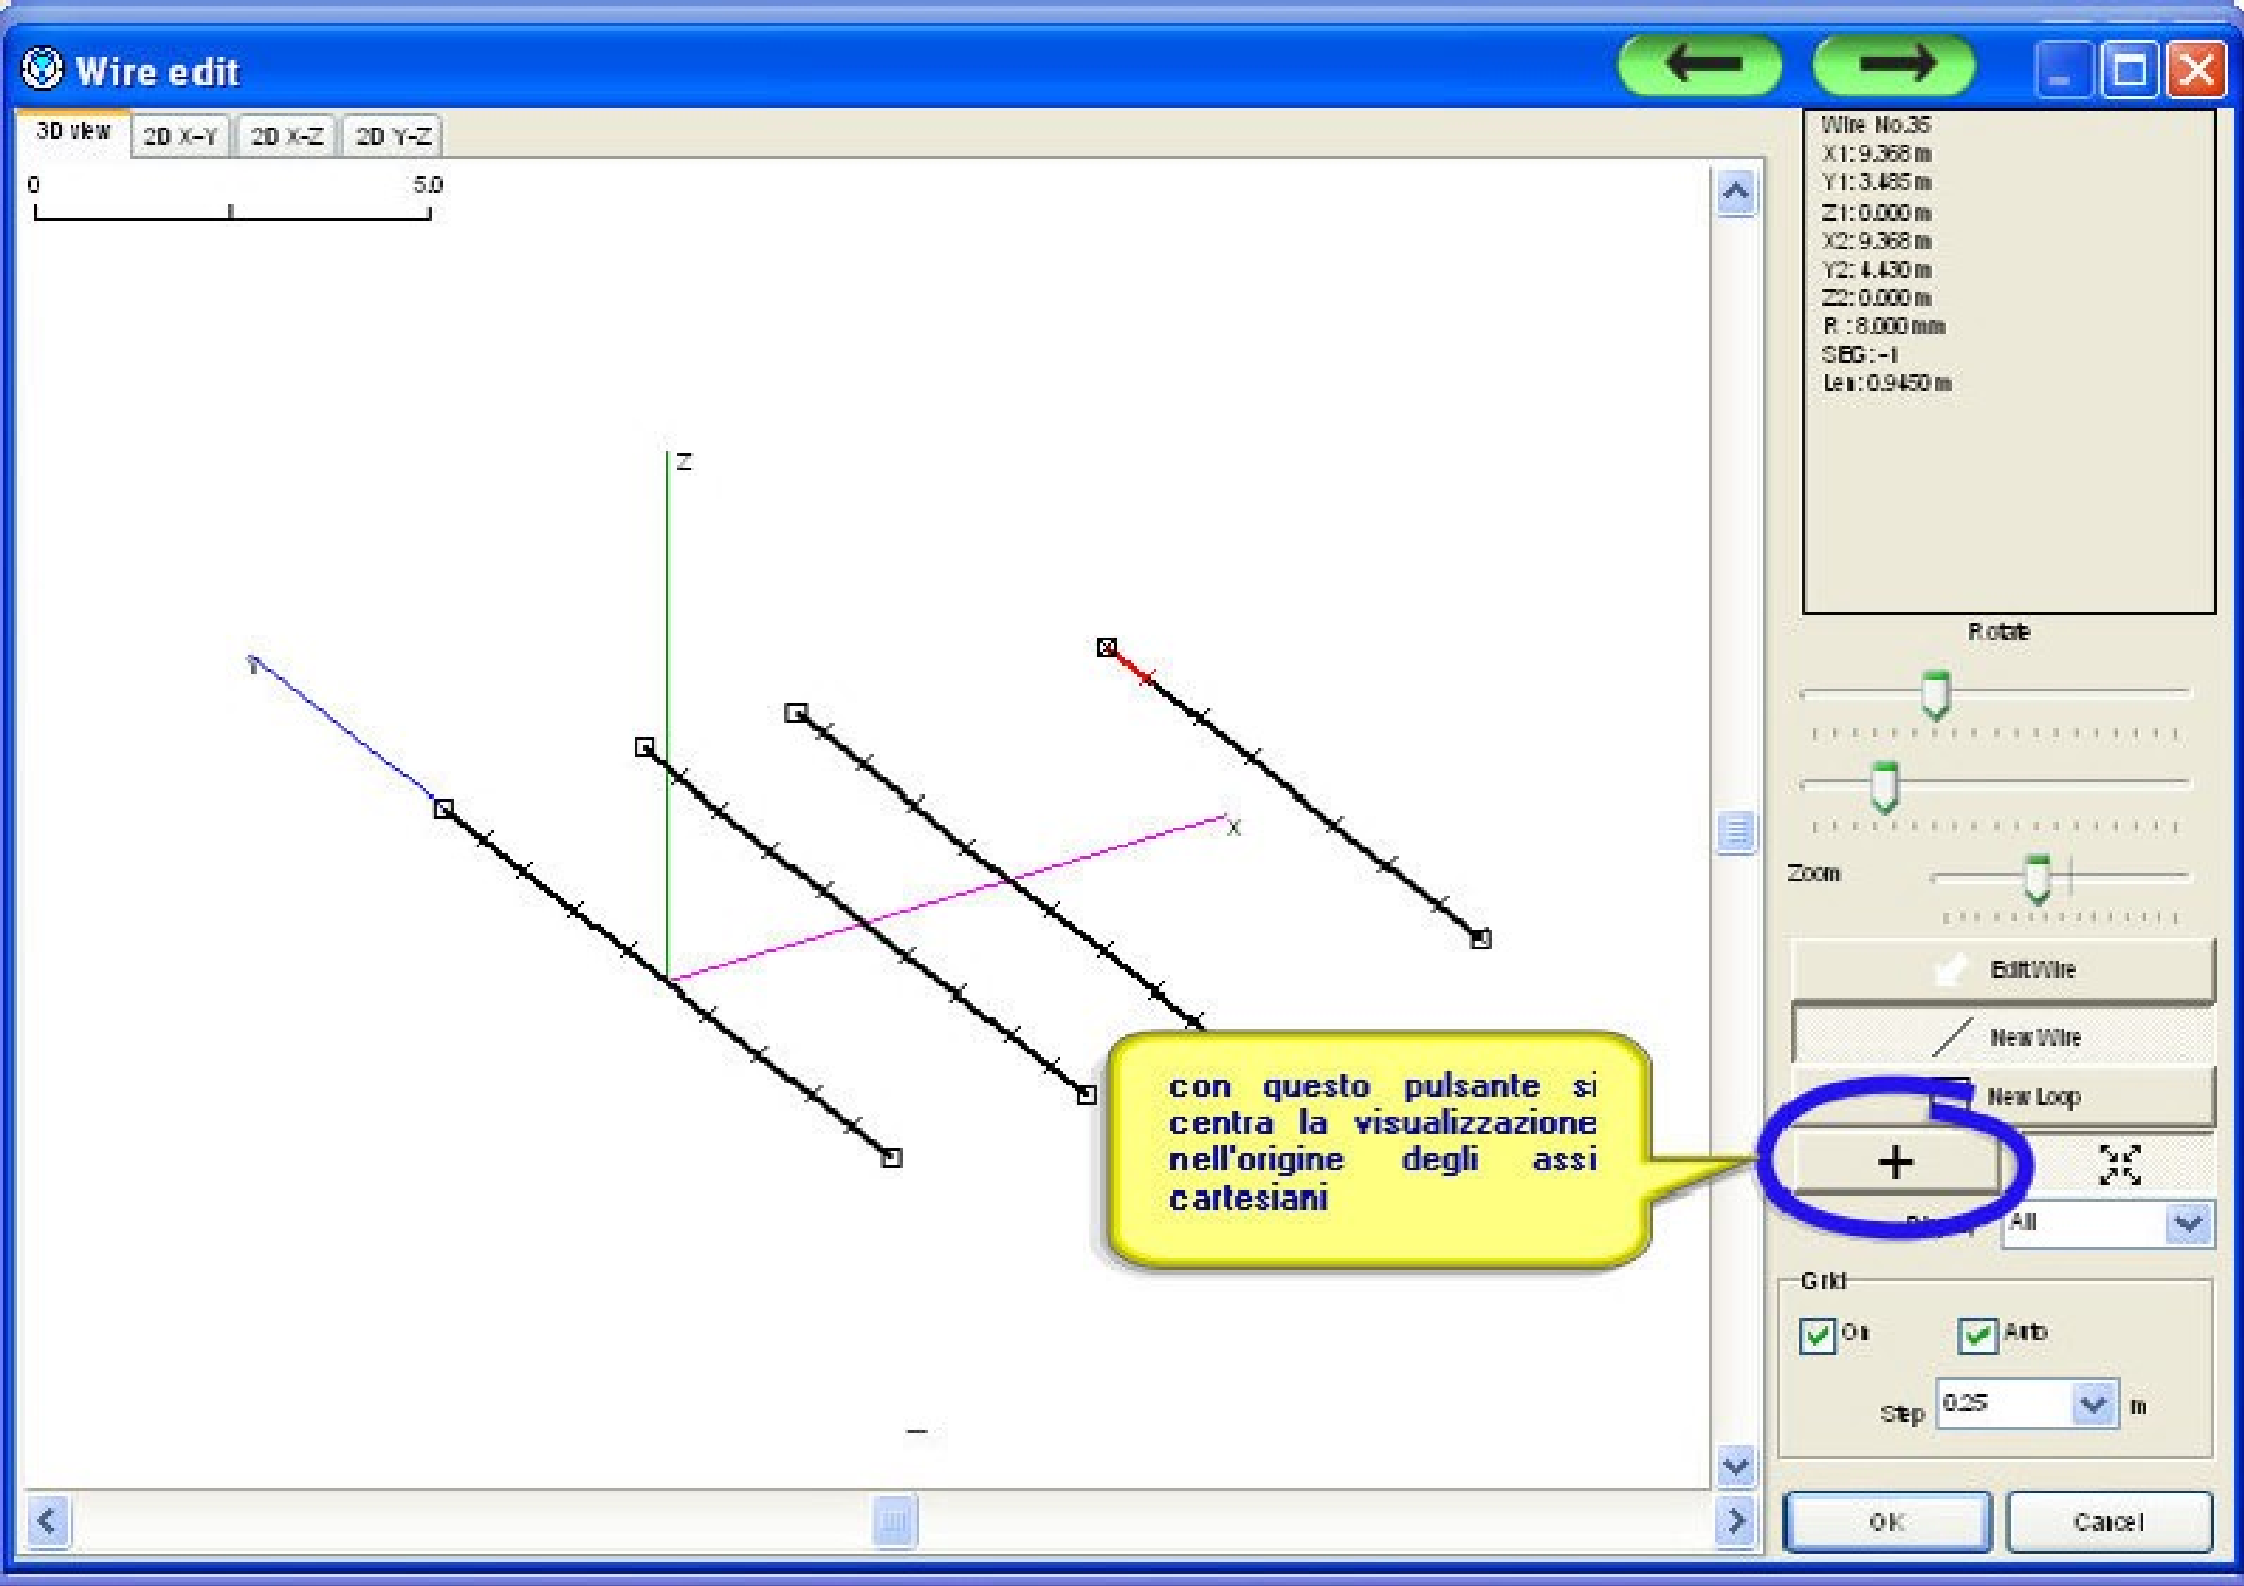 Wire edit
3D view
2D X-Y
2D X-Z
2D Y-Z
0
5.0
Z
Y
X
Wire No.35
X1: 9.368 m
Y1: 3.485 m
Z1: 0.000 m
X2: 9.368 m
Y2: 4.430 m
Z2: 0.000 m
R : 8.000 mm
SEG : -1
Len : 0.9450 m
Rotate
Zoom
Edit Wire
New Wire
New Loop
con questo pulsante si
centra la visualizzazione
nell'origine degli assi
cartesiani
+
All
Grid
On
Auto
Step
0.25
m
OK
Cancel